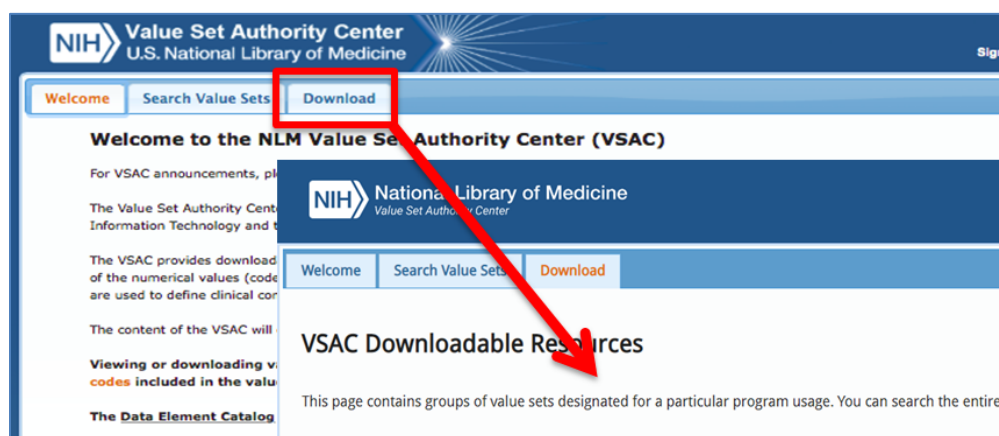 NIH Value Set Authority Center
U.S. National Library of Medicine
Sig
Welcome Search Value Sets Download
Welcome to the NLM Value Set Authority Center (VSAC)
For VSAC announcements, pl
The Value Set Authority Cent
Information Technology and t
The VSAC provides download
of the numerical values (code
are used to define clinical cor
The content of the VSAC will
Viewing or downloading v
codes included in the valu
The Data Element Catalog
NIH National Library of Medicine
Value Set Authority Center
Welcome Search Value Sets Download
VSAC Downloadable Resources
This page contains groups of value sets designated for a particular program usage. You can search the entire